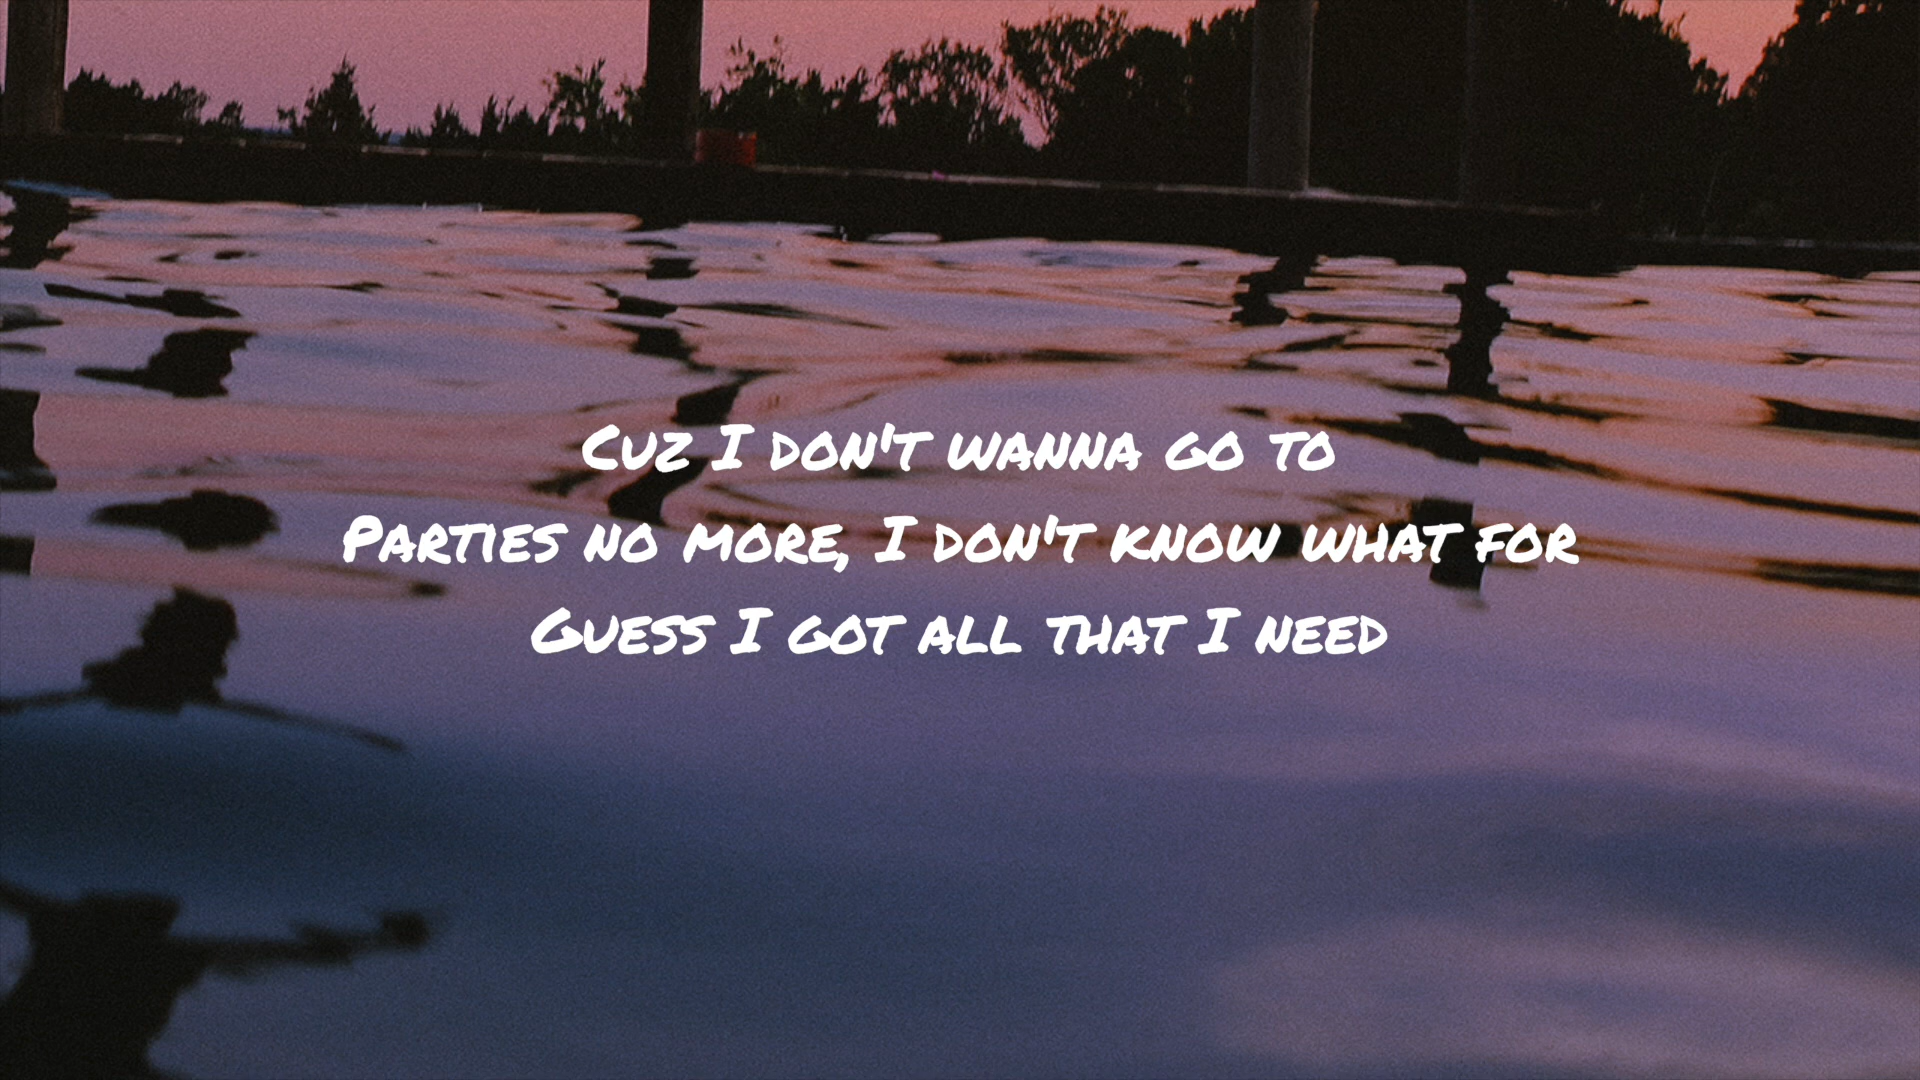 Cuz I don't wanna go to
Parties no more, I don't know what for
Guess I got all that I need